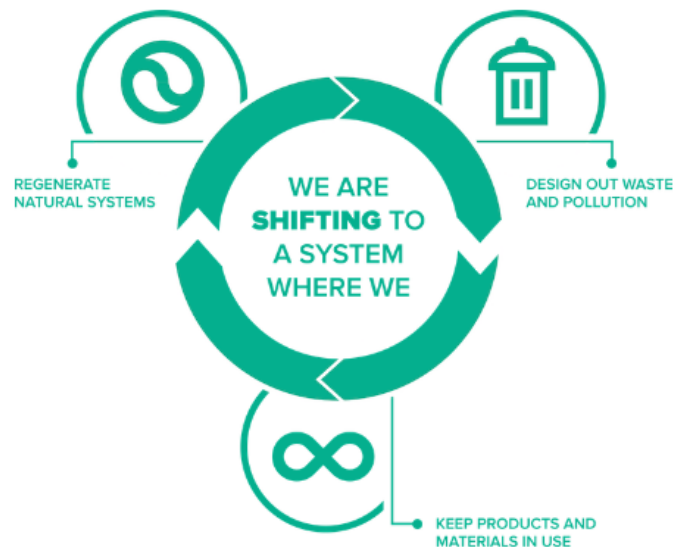 WE ARE
SHIFTING TO
A SYSTEM
WHERE WE
REGENERATE
NATURAL SYSTEMS
DESIGN OUT WASTE
AND POLLUTION
KEEP PRODUCTS AND
MATERIALS IN USE